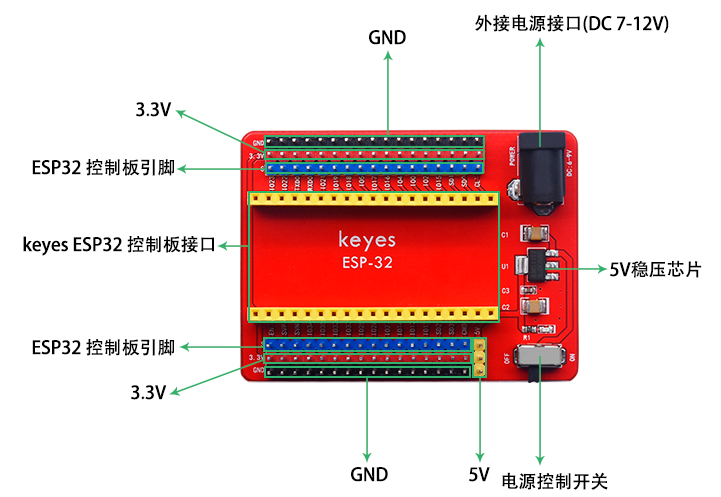 外接电源接口(DC 7-12V)
GND
3.3V
ESP32 控制板引脚
keyes ESP32 控制板接口
ESP32 控制板引脚
3.3V
GND
5V
电源控制开关
5V稳压芯片
GND
3.3V
POWER
DC:6-9V
keyes
ESP-32
C1
U1
C3
C2
R1
OFF
ON
3.3V
GND